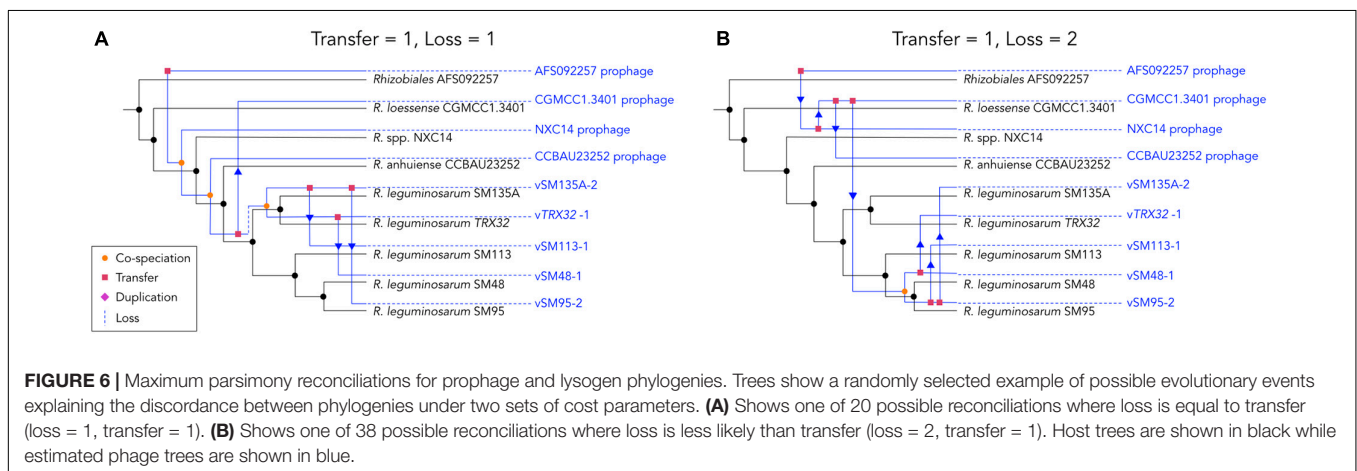 A
Transfer = 1, Loss = 1
AFS092257 prophage
Rhizobiales AFS092257
CGMCC1.3401 prophage
R. loessense CGMCC1.3401
NXC14 prophage
R. spp. NXC14
CCBAU23252 prophage
R. anhuiense CCBAU23252
vSM135A-2
R. leguminosarum SM135A
vTRX32 -1
R. leguminosarum TRX32
vSM113-1
R. leguminosarum SM113
vSM48-1
R. leguminosarum SM48
vSM95-2
R. leguminosarum SM95
Co-speciation
Transfer
Duplication
Loss
B
Transfer = 1, Loss = 2
AFS092257 prophage
Rhizobiales AFS092257
CGMCC1.3401 prophage
R. loessense CGMCC1.3401
NXC14 prophage
R. spp. NXC14
CCBAU23252 prophage
R. anhuiense CCBAU23252
vSM135A-2
R. leguminosarum SM135A
vTRX32 -1
R. leguminosarum TRX32
vSM113-1
R. leguminosarum SM113
vSM48-1
R. leguminosarum SM48
vSM95-2
R. leguminosarum SM95
FIGURE 6 | Maximum parsimony reconciliations for prophage and lysogen phylogenies. Trees show a randomly selected example of possible evolutionary events
explaining the discordance between phylogenies under two sets of cost parameters. (A) Shows one of 20 possible reconciliations where loss is equal to transfer
(loss = 1, transfer = 1). (B) Shows one of 38 possible reconciliations where loss is less likely than transfer (loss = 2, transfer = 1). Host trees are shown in black while
estimated phage trees are shown in blue.